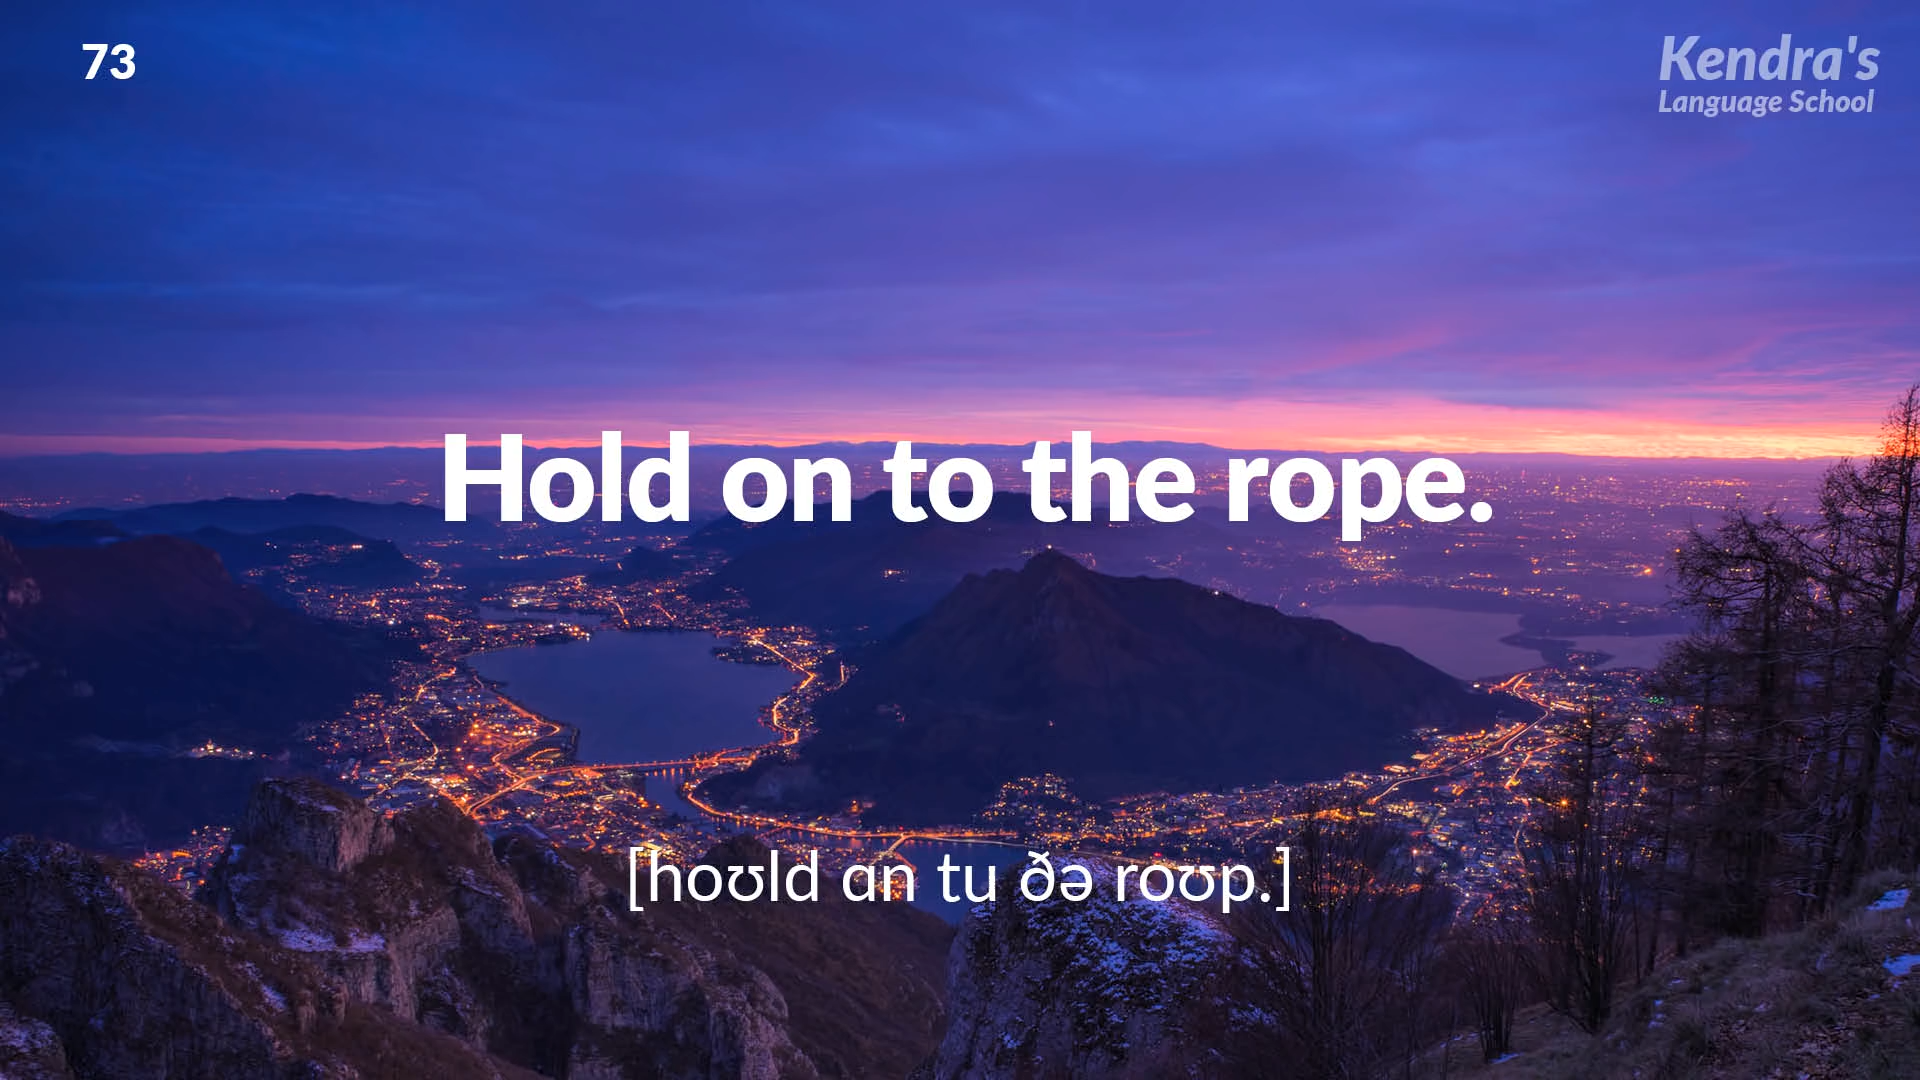 73
Kendra's
Language School
Hold on to the rope.
[hoʊld ɑn tu ðə roʊp.]